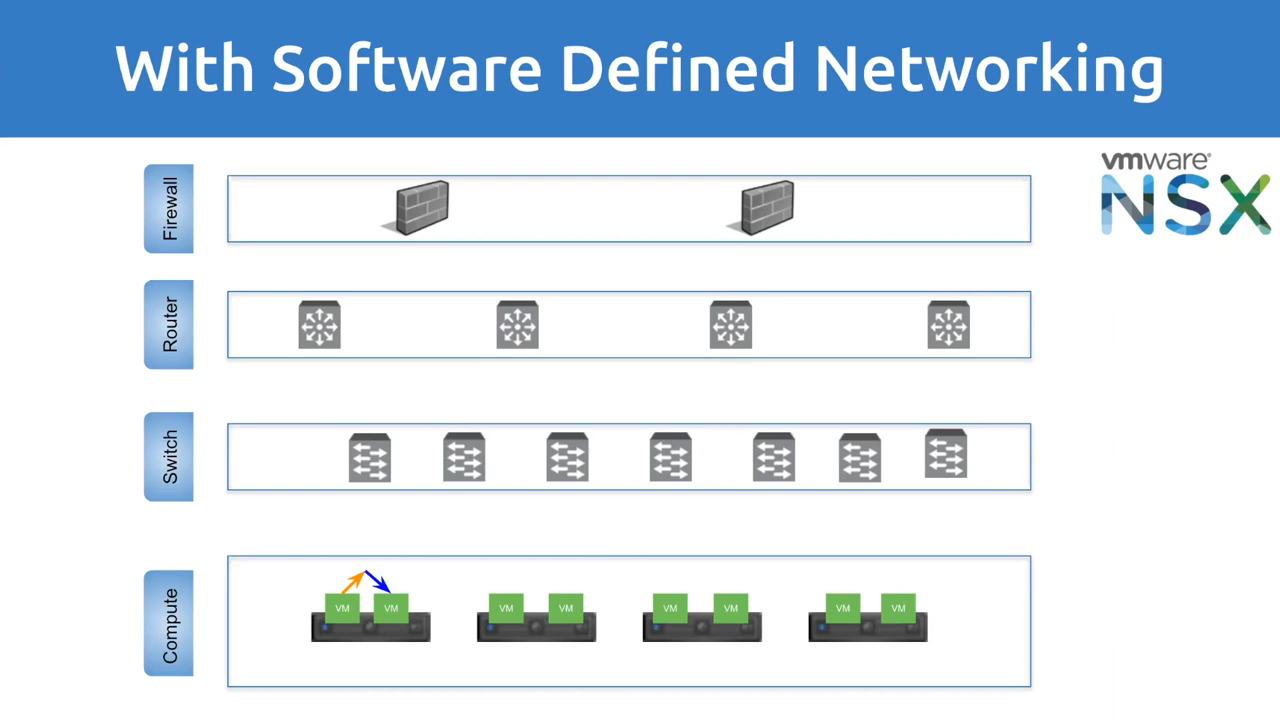 With Software Defined Networking
vmware®
NSX
Firewall
Router
Switch
Compute
VM VM VM VM VM VM VM VM